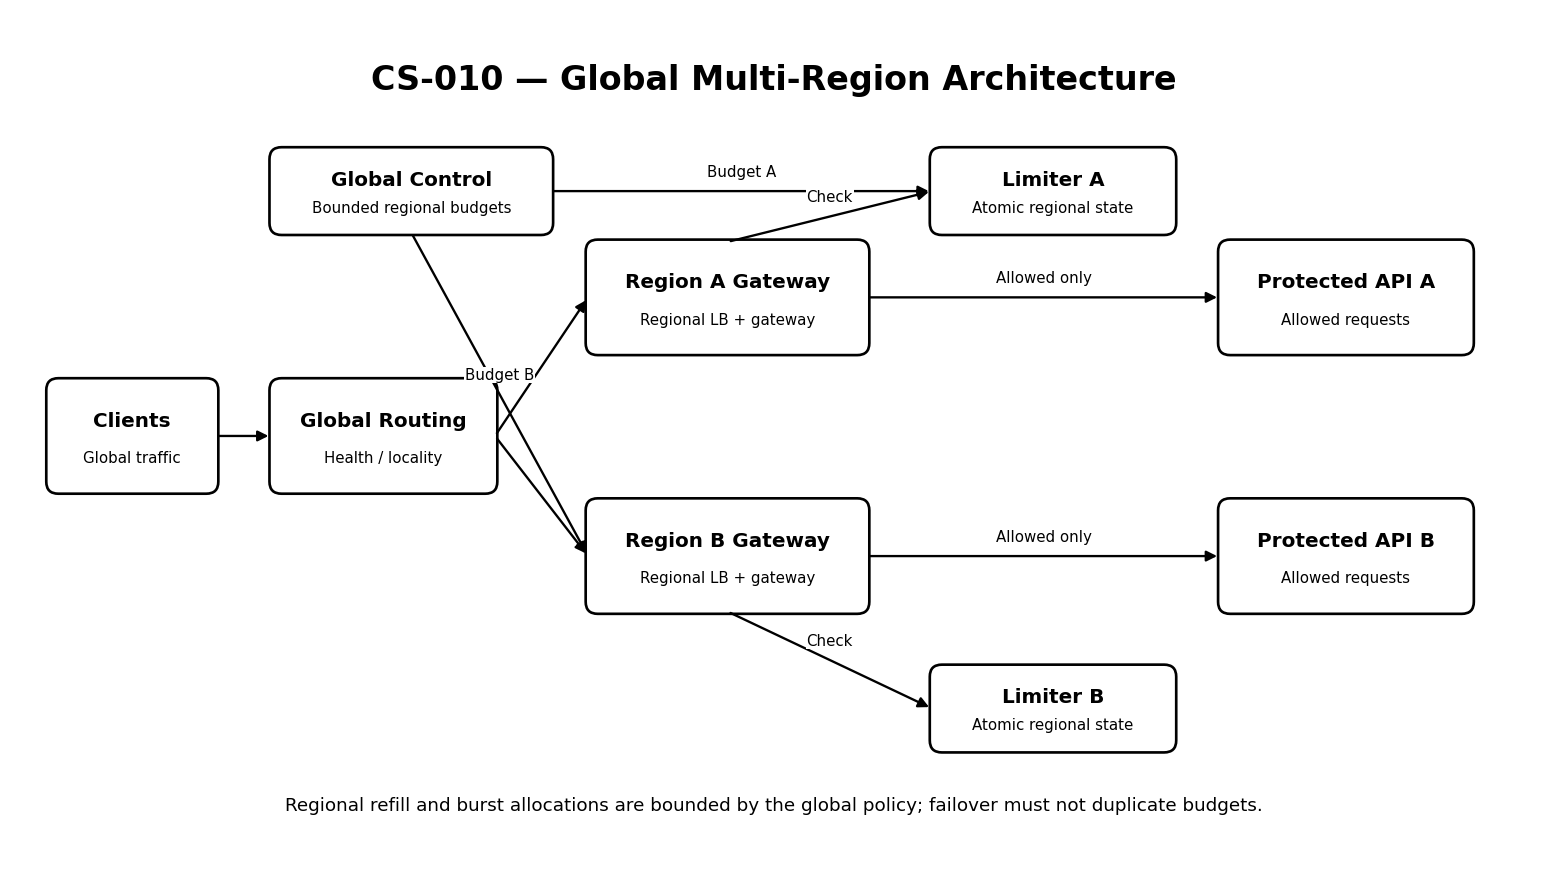 CS-010 — Global Multi-Region Architecture
Global Control
Bounded regional budgets
Budget A
Check
Limiter A
Atomic regional state
Region A Gateway
Regional LB + gateway
Allowed only
Protected API A
Allowed requests
Budget B
Clients
Global traffic
Global Routing
Health / locality
Region B Gateway
Regional LB + gateway
Allowed only
Protected API B
Allowed requests
Check
Limiter B
Atomic regional state
Regional refill and burst allocations are bounded by the global policy; failover must not duplicate budgets.